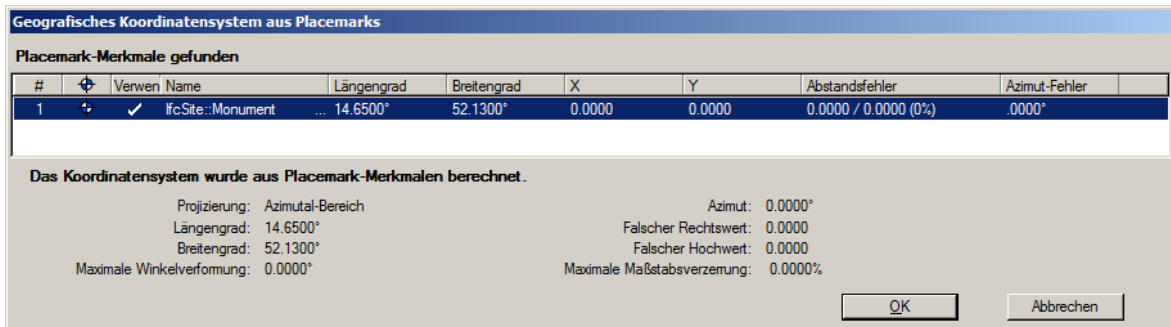 Geografisches Koordinatensystem aus Placemarks
Placemark-Merkmale gefunden
# Verwen Name Längengrad Breitengrad X Y Abstandsfehler Azimut-Fehler
1 IfcSite::Monument ... 14.6500° 52.1300° 0.0000 0.0000 0.0000 / 0.0000 (0%) .0000°
Das Koordinatensystem wurde aus Placemark-Merkmalen berechnet.
Projizierung: Azimutal-Bereich Azimut: 0.0000°
Längengrad: 14.6500° Falscher Rechtswert: 0.0000
Breitengrad: 52.1300° Falscher Hochwert: 0.0000
Maximale Winkelverformung: 0.0000° Maximale Maßstabsverzerrung: 0.0000%
OK Abbrechen